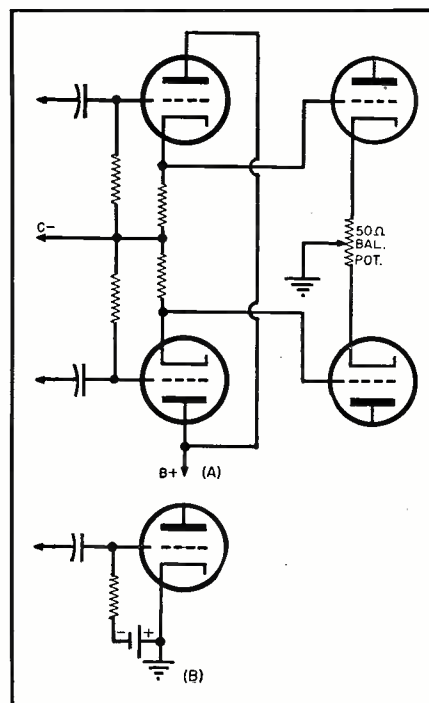 C-
50Ω
BAL.
POT.
B+ (A)
- +
(B)